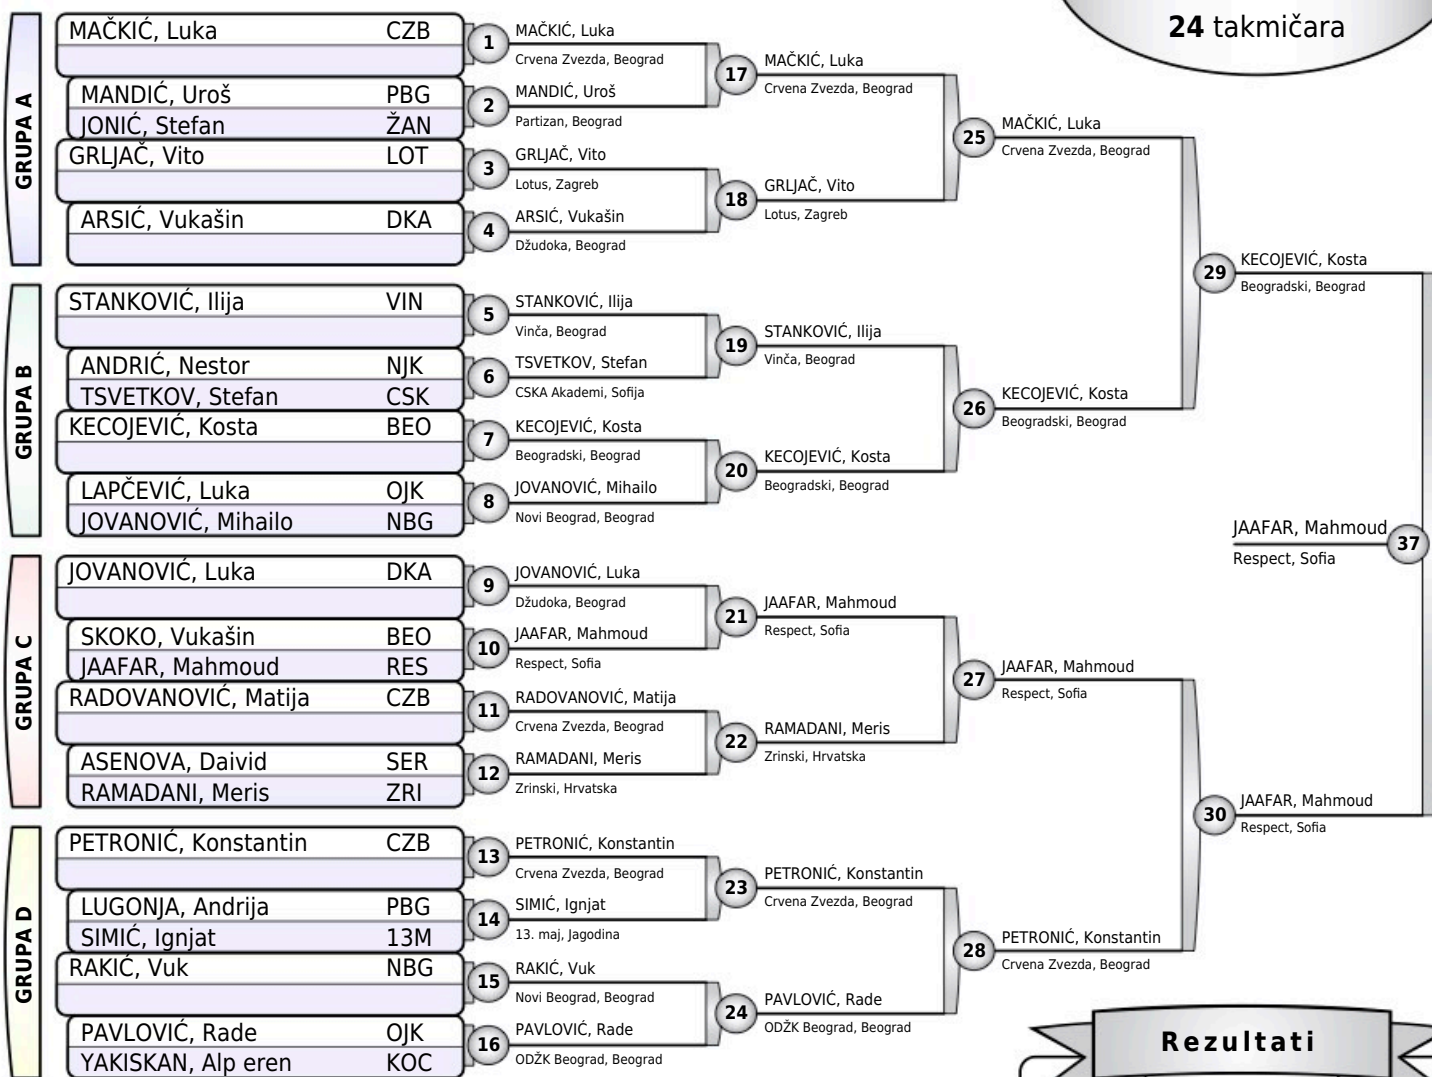 24 takmičara
GRUPA A
MAČKIĆ, Luka CZB
MANDIĆ, Uroš PBG
JONIĆ, Stefan ŽAN
GRLJAČ, Vito LOT
ARSIĆ, Vukašin DKA
GRUPA B
STANKOVIĆ, Ilija VIN
ANDRIĆ, Nestor NJK
TSVETKOV, Stefan CSK
KECOJEVIĆ, Kosta BEO
LAPČEVIĆ, Luka OJK
JOVANOVIĆ, Mihailo NBG
GRUPA C
JOVANOVIĆ, Luka DKA
SKOKO, Vukašin BEO
JAAFAR, Mahmoud RES
RADOVANOVIĆ, Matija CZB
ASENOVA, Daivid SER
RAMADANI, Meris ZRI
GRUPA D
PETRONIĆ, Konstantin CZB
LUGONJA, Andrija PBG
SIMIĆ, Ignjat 13M
RAKIĆ, Vuk NBG
PAVLOVIĆ, Rade OJK
YAKISKAN, Alp eren KOC
1 MAČKIĆ, Luka
Crvena Zvezda, Beograd
2 MANDIĆ, Uroš
Partizan, Beograd
3 GRLJAČ, Vito
Lotus, Zagreb
4 ARSIĆ, Vukašin
Džudoka, Beograd
5 STANKOVIĆ, Ilija
Vinča, Beograd
6 TSVETKOV, Stefan
CSKA Akademi, Sofija
7 KECOJEVIĆ, Kosta
Beogradski, Beograd
8 JOVANOVIĆ, Mihailo
Novi Beograd, Beograd
9 JOVANOVIĆ, Luka
Džudoka, Beograd
10 JAAFAR, Mahmoud
Respect, Sofia
11 RADOVANOVIĆ, Matija
Crvena Zvezda, Beograd
12 RAMADANI, Meris
Zrinski, Hrvatska
13 PETRONIĆ, Konstantin
Crvena Zvezda, Beograd
14 SIMIĆ, Ignjat
13. maj, Jagodina
15 RAKIĆ, Vuk
Novi Beograd, Beograd
16 PAVLOVIĆ, Rade
ODŽK Beograd, Beograd
17 MAČKIĆ, Luka
Crvena Zvezda, Beograd
18 GRLJAČ, Vito
Lotus, Zagreb
19 STANKOVIĆ, Ilija
Vinča, Beograd
20 KECOJEVIĆ, Kosta
Beogradski, Beograd
21 JAAFAR, Mahmoud
Respect, Sofia
22 RAMADANI, Meris
Zrinski, Hrvatska
23 PETRONIĆ, Konstantin
Crvena Zvezda, Beograd
24 PAVLOVIĆ, Rade
ODŽK Beograd, Beograd
25 MAČKIĆ, Luka
Crvena Zvezda, Beograd
26 KECOJEVIĆ, Kosta
Beogradski, Beograd
27 JAAFAR, Mahmoud
Respect, Sofia
28 PETRONIĆ, Konstantin
Crvena Zvezda, Beograd
29 KECOJEVIĆ, Kosta
Beogradski, Beograd
30 JAAFAR, Mahmoud
Respect, Sofia
JAAFAR, Mahmoud 37
Respect, Sofia
Rezultati